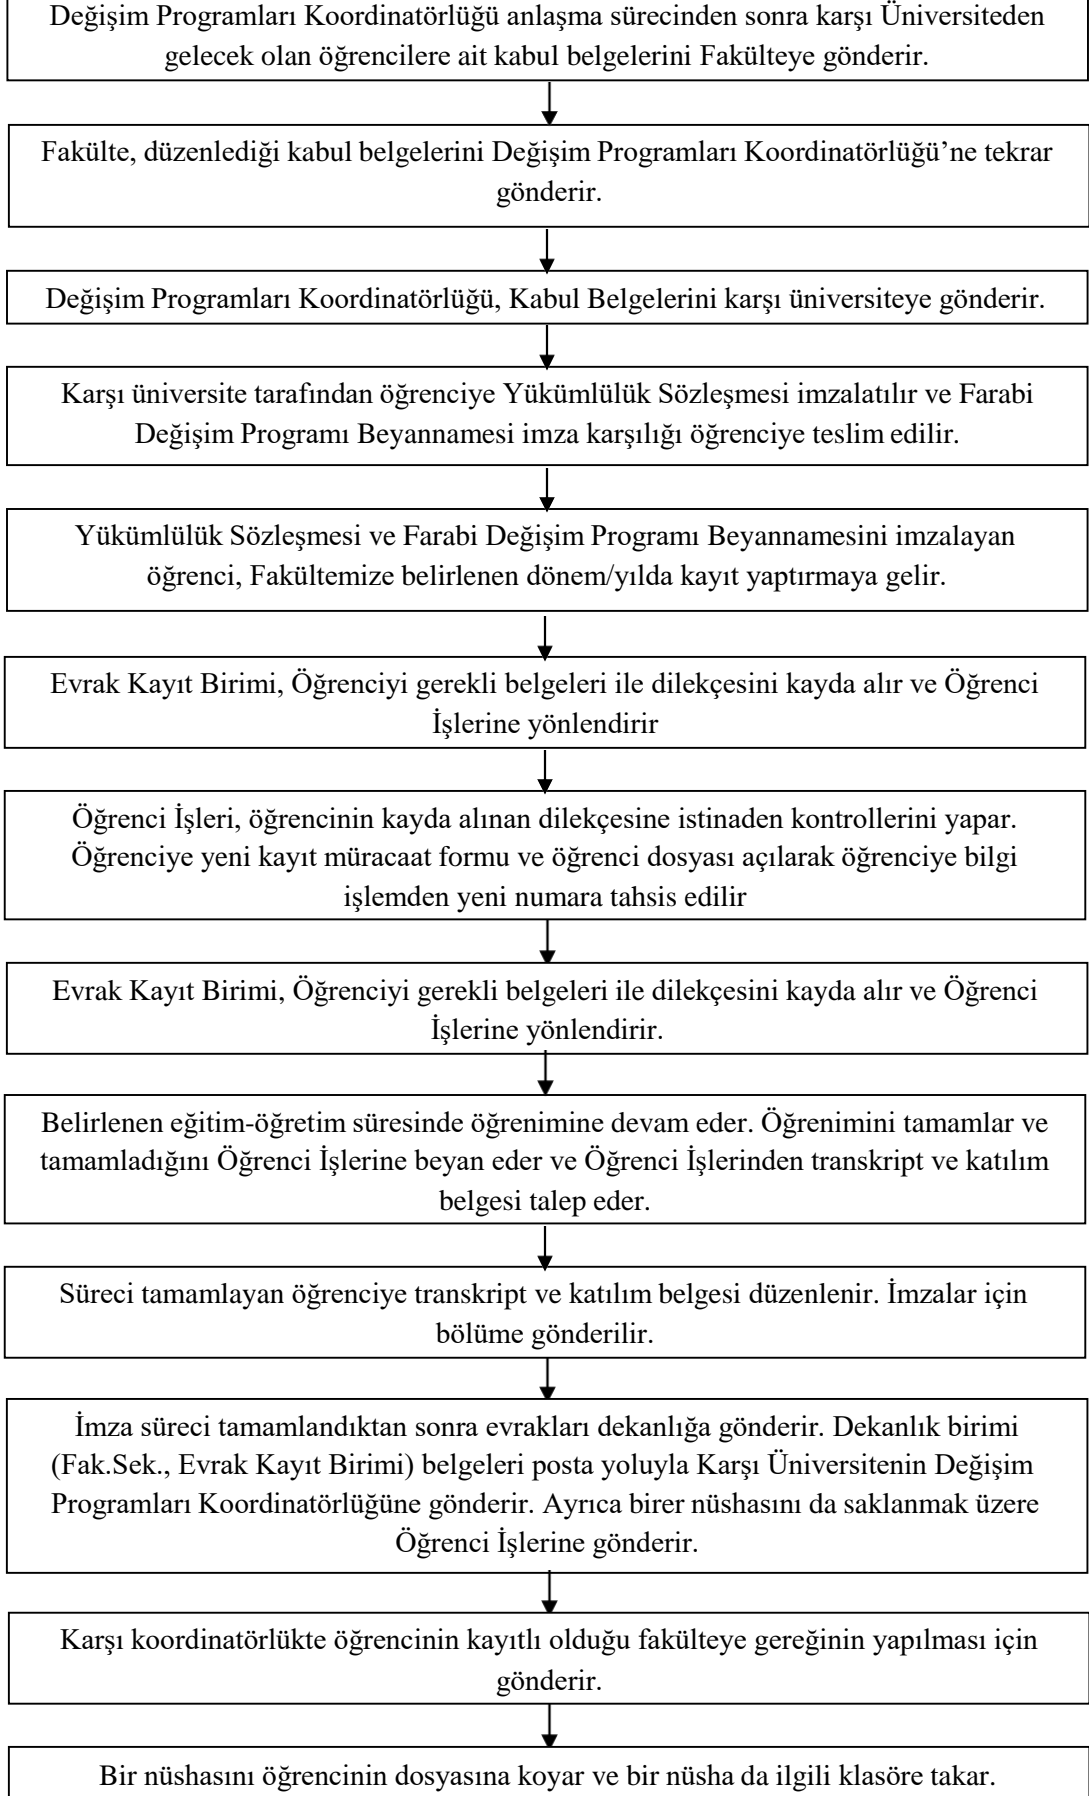 Değişim Programları Koordinatörlüğü anlaşma sürecinden sonra karşı Üniversiteden
gelecek olan öğrencilere ait kabul belgelerini Fakülteye gönderir.
Fakülte, düzenlediği kabul belgelerini Değişim Programları Koordinatörlüğü’ne tekrar
gönderir.
Değişim Programları Koordinatörlüğü, Kabul Belgelerini karşı üniversiteye gönderir.
Karşı üniversite tarafından öğrenciye Yükümlülük Sözleşmesi imzalatılır ve Farabi
Değişim Programı Beyannamesi imza karşılığı öğrenciye teslim edilir.
Yükümlülük Sözleşmesi ve Farabi Değişim Programı Beyannamesini imzalayan
öğrenci, Fakültemize belirlenen dönem/yılda kayıt yaptırmaya gelir.
Evrak Kayıt Birimi, Öğrenciyi gerekli belgeleri ile dilekçesini kayda alır ve Öğrenci
İşlerine yönlendirir
Öğrenci İşleri, öğrencinin kayda alınan dilekçesine istinaden kontrollerini yapar.
Öğrenciye yeni kayıt müracaat formu ve öğrenci dosyası açılarak öğrenciye bilgi
işlemden yeni numara tahsis edilir
Evrak Kayıt Birimi, Öğrenciyi gerekli belgeleri ile dilekçesini kayda alır ve Öğrenci
İşlerine yönlendirir.
Belirlenen eğitim-öğretim süresinde öğrenimine devam eder. Öğrenimini tamamlar ve
tamamladığını Öğrenci İşlerine beyan eder ve Öğrenci İşlerinden transkript ve katılım
belgesi talep eder.
Süreci tamamlayan öğrenciye transkript ve katılım belgesi düzenlenir. İmzalar için
bölüme gönderilir.
İmza süreci tamamlandıktan sonra evrakları dekanlığa gönderir. Dekanlık birimi
(Fak.Sek., Evrak Kayıt Birimi) belgeleri posta yoluyla Karşı Üniversitenin Değişim
Programları Koordinatörlüğüne gönderir. Ayrıca birer nüshasını da saklanmak üzere
Öğrenci İşlerine gönderir.
Karşı koordinatörlükte öğrencinin kayıtlı olduğu fakülteye gereğinin yapılması için
gönderir.
Bir nüshasını öğrencinin dosyasına koyar ve bir nüsha da ilgili klasöre takar.